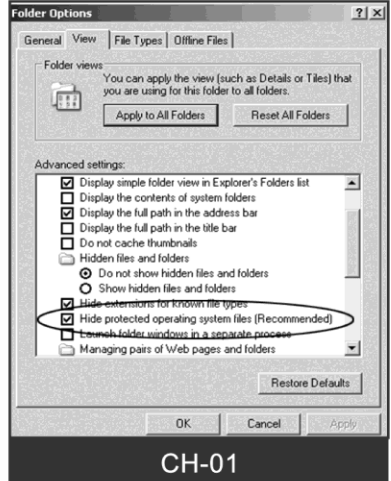 Folder Options
General View File Types Offline Files
Folder views
You can apply the view (such as Details or Tiles) that
you are using for this folder to all folders.
Apply to All Folders Reset All Folders
Advanced settings:
Display simple folder view in Explorer's Folders list
Display the contents of system folders
Display the full path in the address bar
Display the full path in the title bar
Do not cache thumbnails
Hidden files and folders
Do not show hidden files and folders
Show hidden files and folders
Hide extensions for known file types
Hide protected operating system files (Recommended)
Launch folder windows in a separate process
Managing pairs of Web pages and folders
Restore Defaults
OK Cancel Apply
CH-01